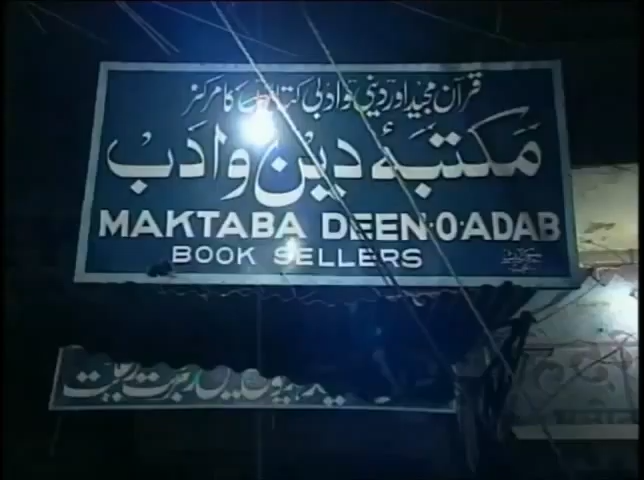 قرآن مجید اور دینی و ادبی کتابوں کا مرکز
مکتبۂ دین و ادب
MAKTABA DEEN·O·ADAB
BOOK SELLERS